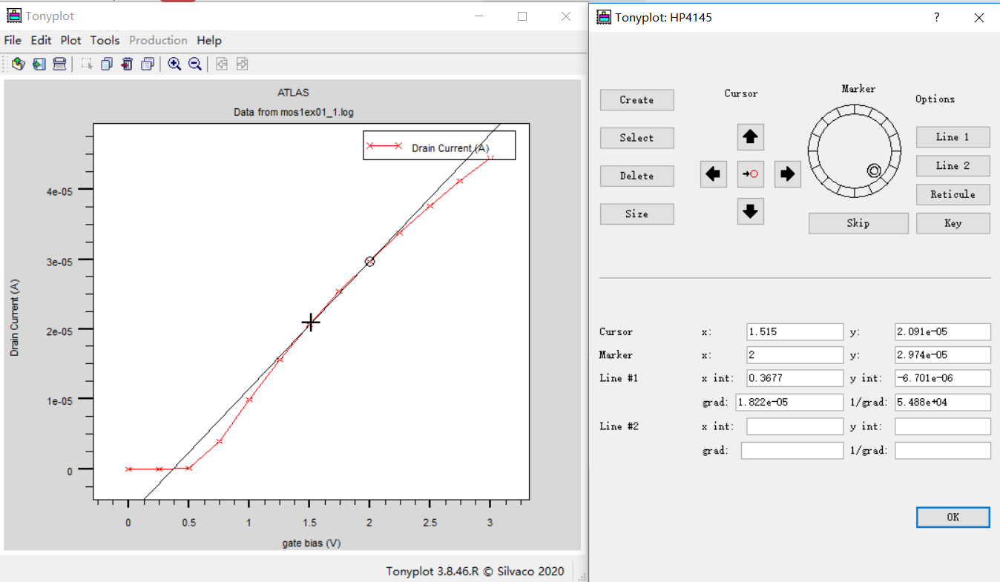 Tonyplot
File Edit Plot Tools Production Help
ATLAS
Data from mos1ex01_1.log
Drain Current (A)
Drain Current (A)
4e-05
3e-05
2e-05
1e-05
0
0 0.5 1 1.5 2 2.5 3
gate bias (V)
Tonyplot 3.8.46.R © Silvaco 2020
Tonyplot: HP4145 ?
Create
Select
Delete
Size
Cursor
Marker
Skip
Options
Line 1
Line 2
Reticule
Key
Cursor x: 1.515 y: 2.091e-05
Marker x: 2 y: 2.974e-05
Line #1 x int: 0.3677 y int: -6.701e-06
grad: 1.822e-05 1/grad: 5.488e+04
Line #2 x int: y int:
grad: 1/grad:
OK